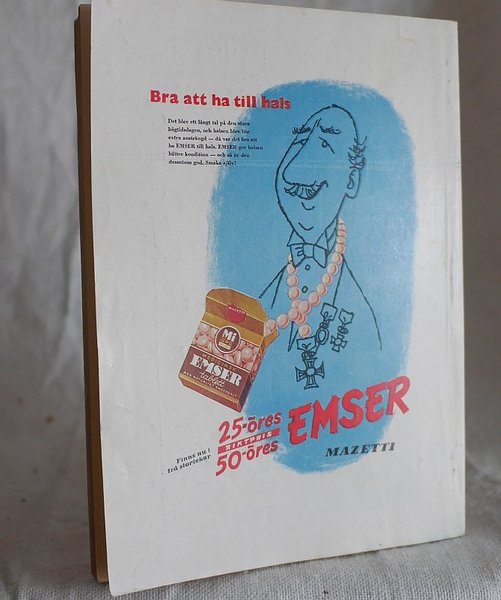 Bra att ha till hals
Det blev ett långt tal på den stora
högtidsdagen, och halsen blev lite
extra ansträngd — då var det bra att
ha EMSER till hals. EMSER ger halsen
bättre kondition — och så är den
dessutom god. Smaka själv!
Mi
EMSER
25-öres
RIKTPRIS
50-öres
EMSER
MAZETTI
Finns nu i
två storlekar